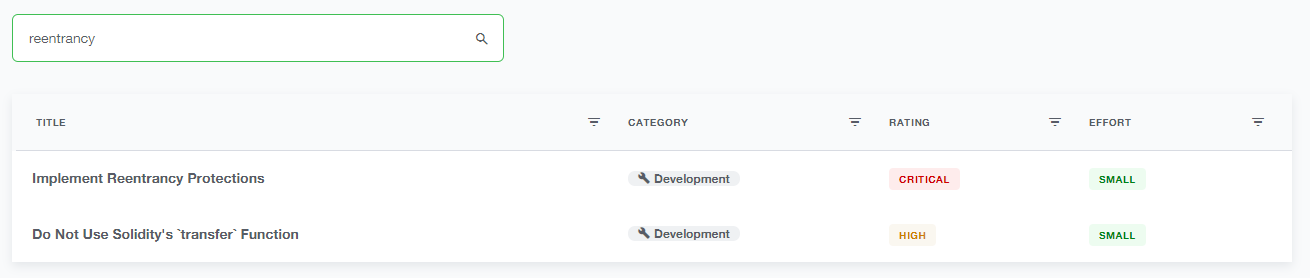 reentrancy
TITLE CATEGORY RATING EFFORT
Implement Reentrancy Protections Development CRITICAL SMALL
Do Not Use Solidity's `transfer` Function Development HIGH SMALL